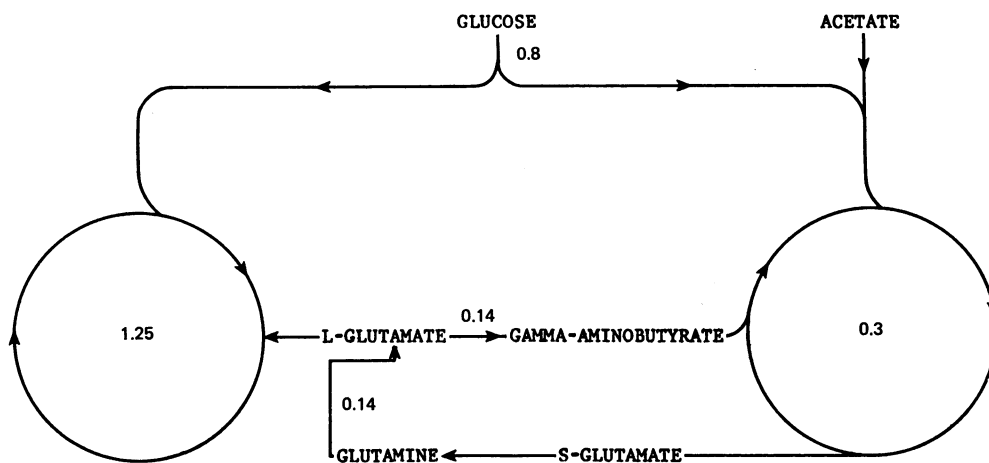 GLUCOSE
ACETATE
0.8
1.25
0.14
L-GLUTAMATE
GAMMA-AMINOBUTYRATE
0.3
0.14
GLUTAMINE
S-GLUTAMATE